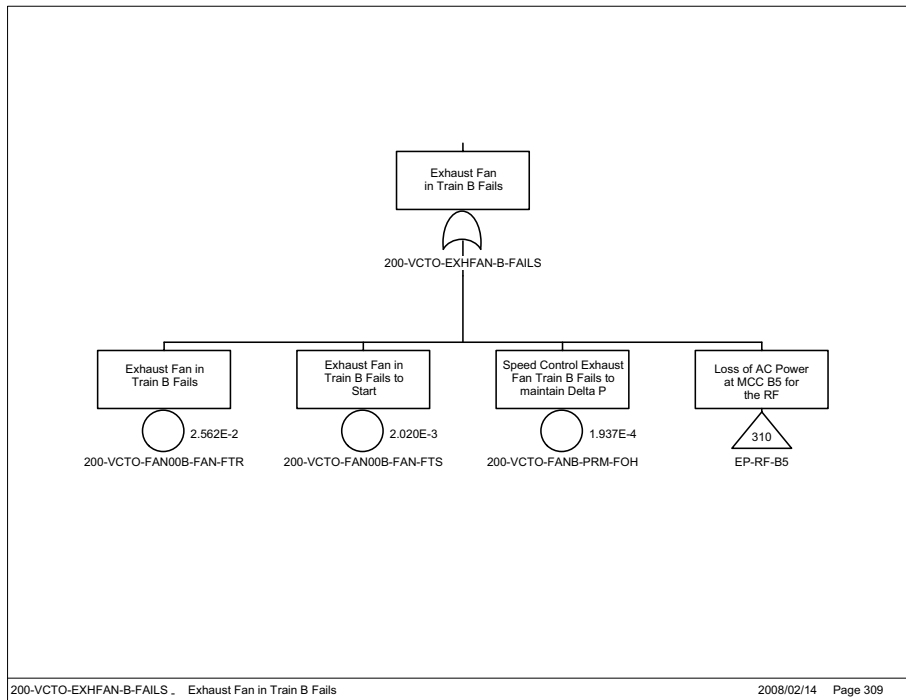 Exhaust Fan
in Train B Fails
200-VCTO-EXHFAN-B-FAILS
Exhaust Fan in
Train B Fails
2.562E-2
200-VCTO-FAN00B-FAN-FTR
Exhaust Fan in
Train B Fails to
Start
2.020E-3
200-VCTO-FAN00B-FAN-FTS
Speed Control Exhaust
Fan Train B Fails to
maintain Delta P
1.937E-4
200-VCTO-FANB-PRM-FOH
Loss of AC Power
at MCC B5 for
the RF
310
EP-RF-B5
200-VCTO-EXHFAN-B-FAILS - Exhaust Fan in Train B Fails
2008/02/14 Page 309